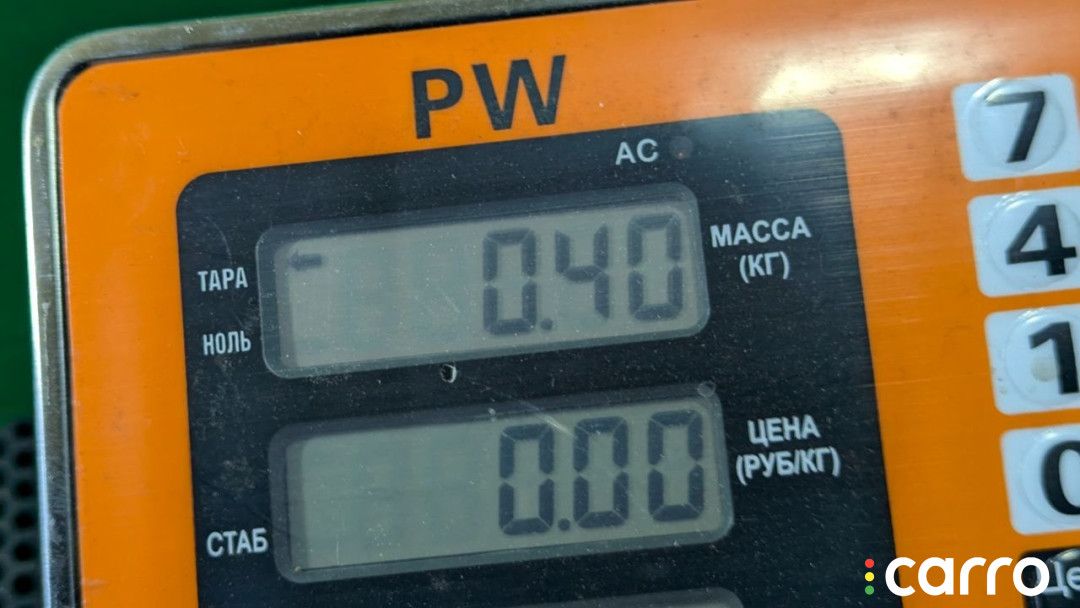 PW
AC
7
ТАРА
0.40
МАССА
(КГ)
4
НОЛЬ
1
0.00
ЦЕНА
(РУБ/КГ)
0
СТАБ
carro